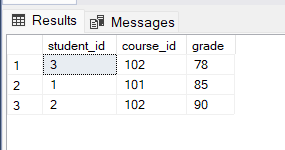 Results Messages
student_id course_id grade
1 3 102 78
2 1 101 85
3 2 102 90